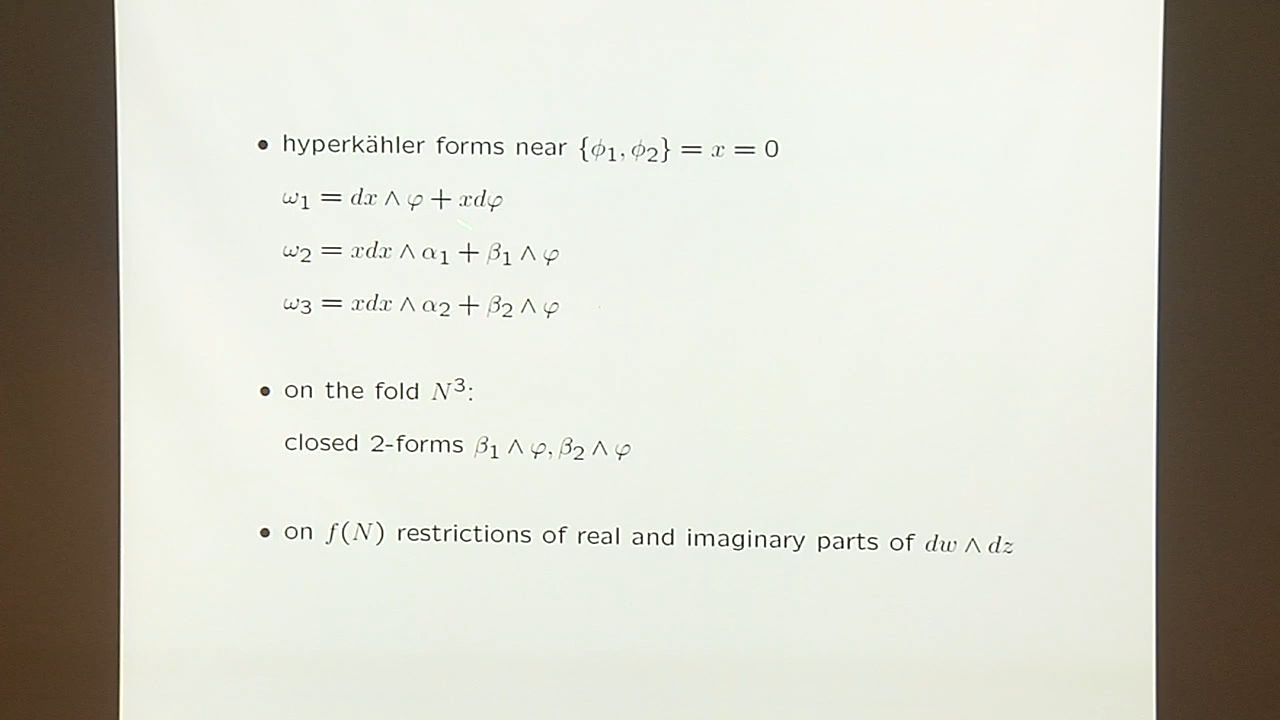 • hyperkähler forms near {ϕ₁, ϕ₂} = x = 0
ω₁ = dx ∧ φ + xdφ
ω₂ = xdx ∧ α₁ + β₁ ∧ φ
ω₃ = xdx ∧ α₂ + β₂ ∧ φ
• on the fold N³:
closed 2-forms β₁ ∧ φ, β₂ ∧ φ
• on f(N) restrictions of real and imaginary parts of dw ∧ dz